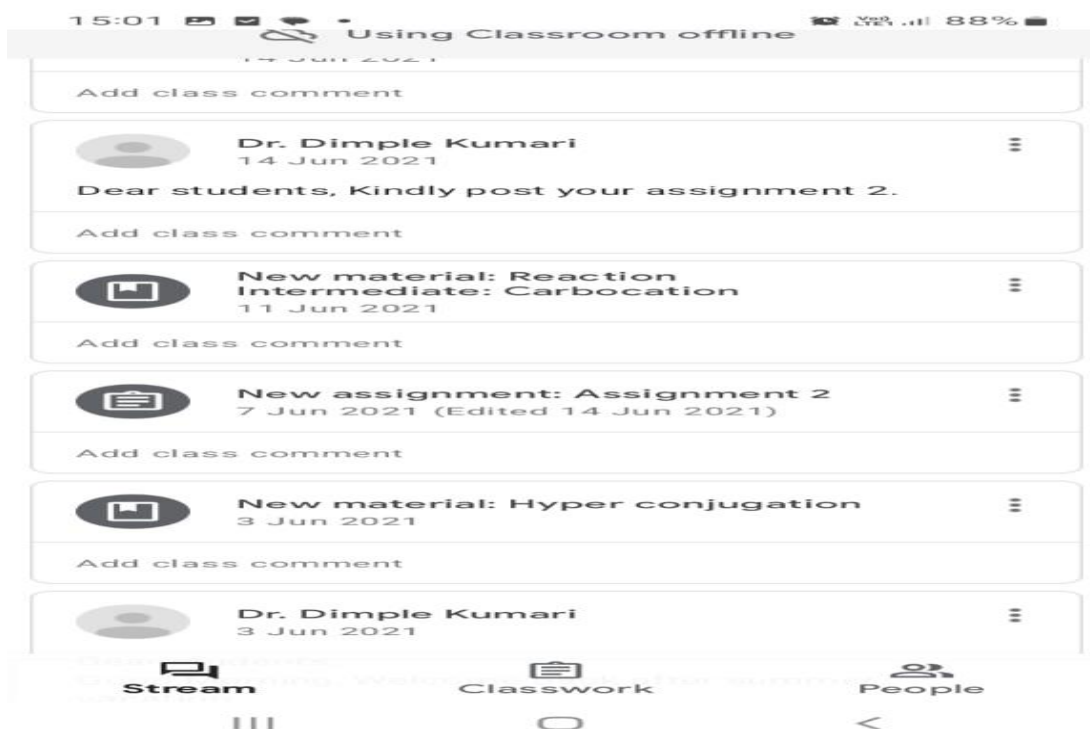 15:01 88%
Using Classroom offline
14 Jun 2021
Add class comment
Dr. Dimple Kumari
14 Jun 2021
Dear students, Kindly post your assignment 2.
Add class comment
New material: Reaction
Intermediate: Carbocation
11 Jun 2021
Add class comment
New assignment: Assignment 2
7 Jun 2021 (Edited 14 Jun 2021)
Add class comment
New material: Hyper conjugation
3 Jun 2021
Add class comment
Dr. Dimple Kumari
3 Jun 2021
Stream Classwork People